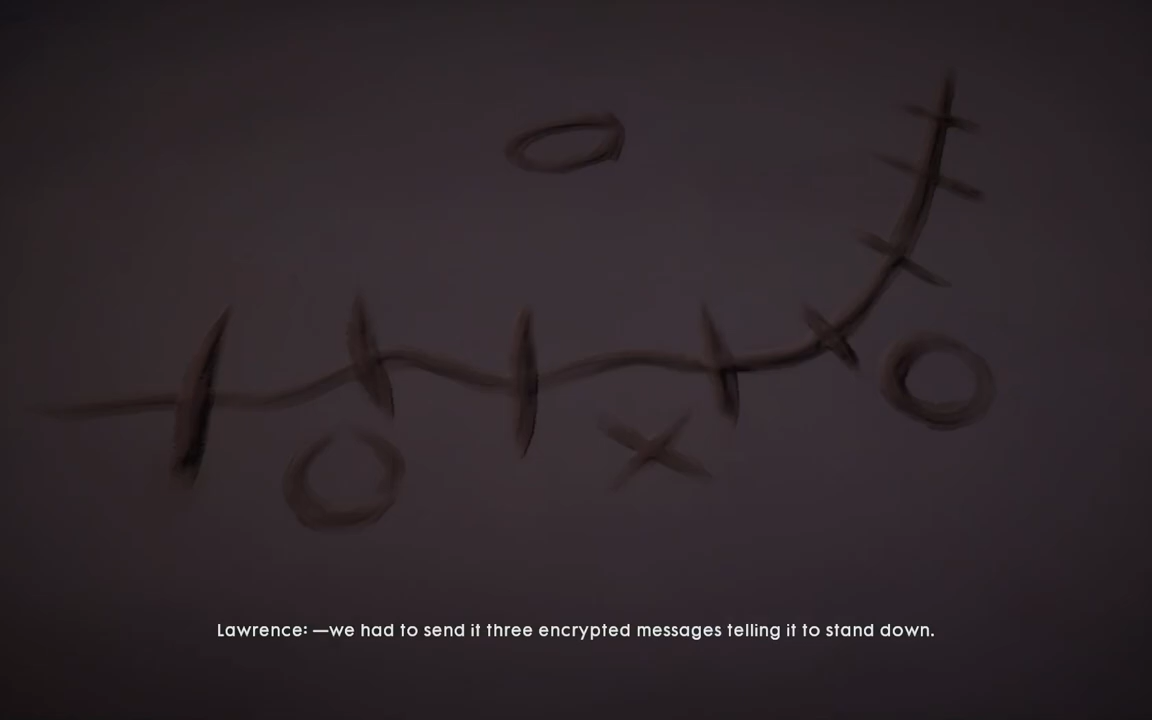 Lawrence: —we had to send it three encrypted messages telling it to stand down.